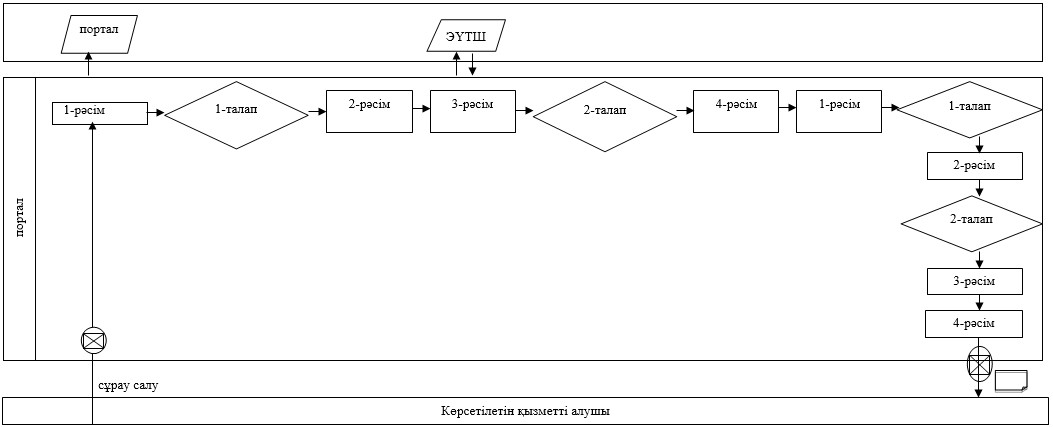 портал
ЭҮТШ
1-рәсім
1-талап
2-рәсім
3-рәсім
2-талап
4-рәсім
1-рәсім
1-талап
2-рәсім
2-талап
3-рәсім
4-рәсім
портал
сұрау салу
Көрсетілетін қызметті алушы